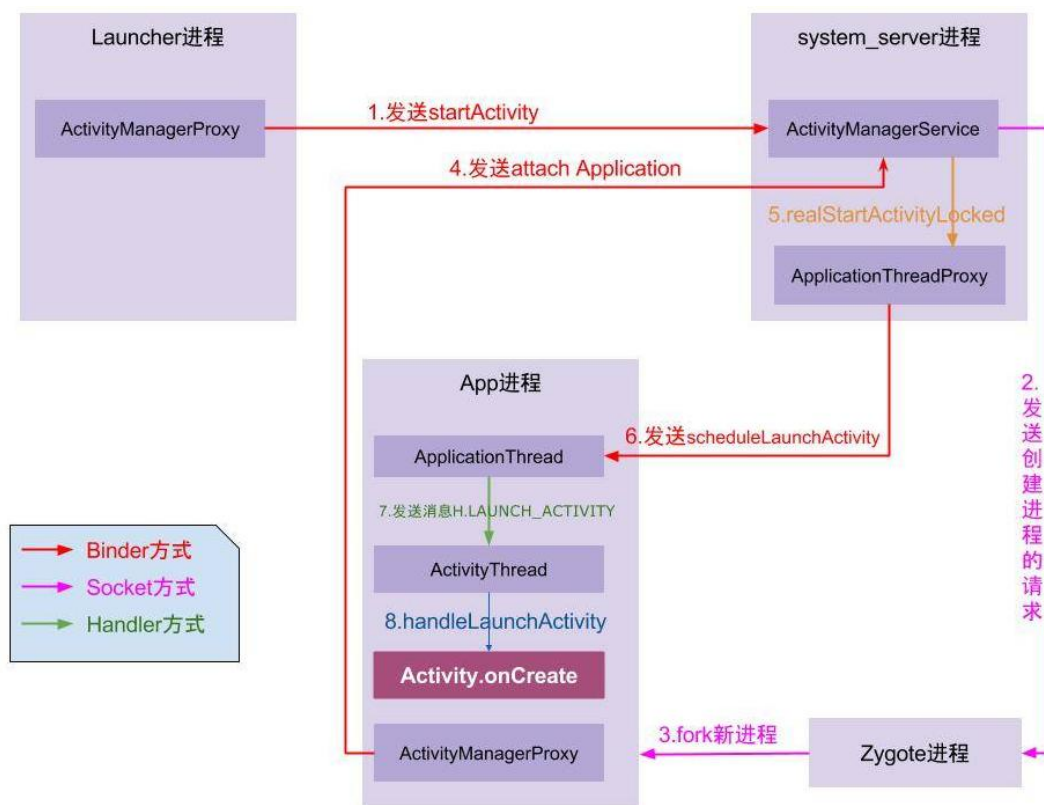 Launcher进程
system_server进程
ActivityManagerProxy
1.发送startActivity
ActivityManagerService
4.发送attach Application
5.realStartActivityLocked
ApplicationThreadProxy
App进程
2.
发
送
创
建
进
程
的
请
求
6.发送scheduleLaunchActivity
ApplicationThread
7.发送消息H.LAUNCH_ACTIVITY
Binder方式
Socket方式
Handler方式
ActivityThread
8.handleLaunchActivity
Activity.onCreate
ActivityManagerProxy
3.fork新进程
Zygote进程